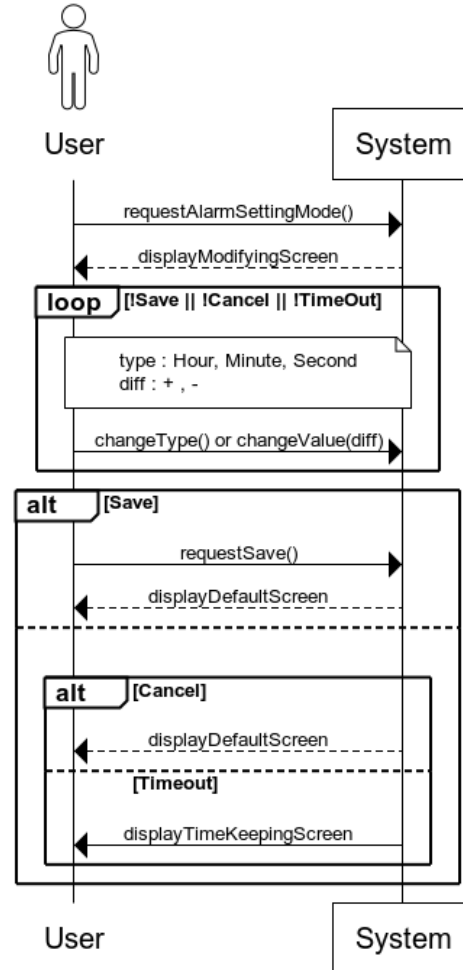 User
System
requestAlarmSettingMode()
displayModifyingScreen
loop [!Save || !Cancel || !TimeOut]
type : Hour, Minute, Second
diff : + , -
changeType() or changeValue(diff)
alt [Save]
requestSave()
displayDefaultScreen
alt [Cancel]
displayDefaultScreen
[Timeout]
displayTimeKeepingScreen
User
System